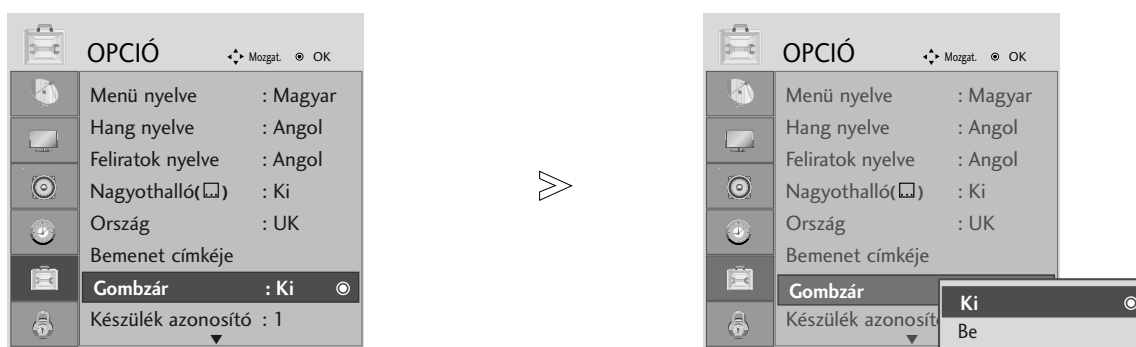 OPCIÓ Mozgat. OK
Menü nyelve : Magyar
Hang nyelve : Angol
Feliratok nyelve : Angol
Nagyothalló( ) : Ki
Ország : UK
Bemenet címkéje
Gombzár : Ki
Készülék azonosító : 1
OPCIÓ Mozgat. OK
Menü nyelve : Magyar
Hang nyelve : Angol
Feliratok nyelve : Angol
Nagyothalló( ) : Ki
Ország : UK
Bemenet címkéje
Gombzár
Készülék azonosít
Ki
Be